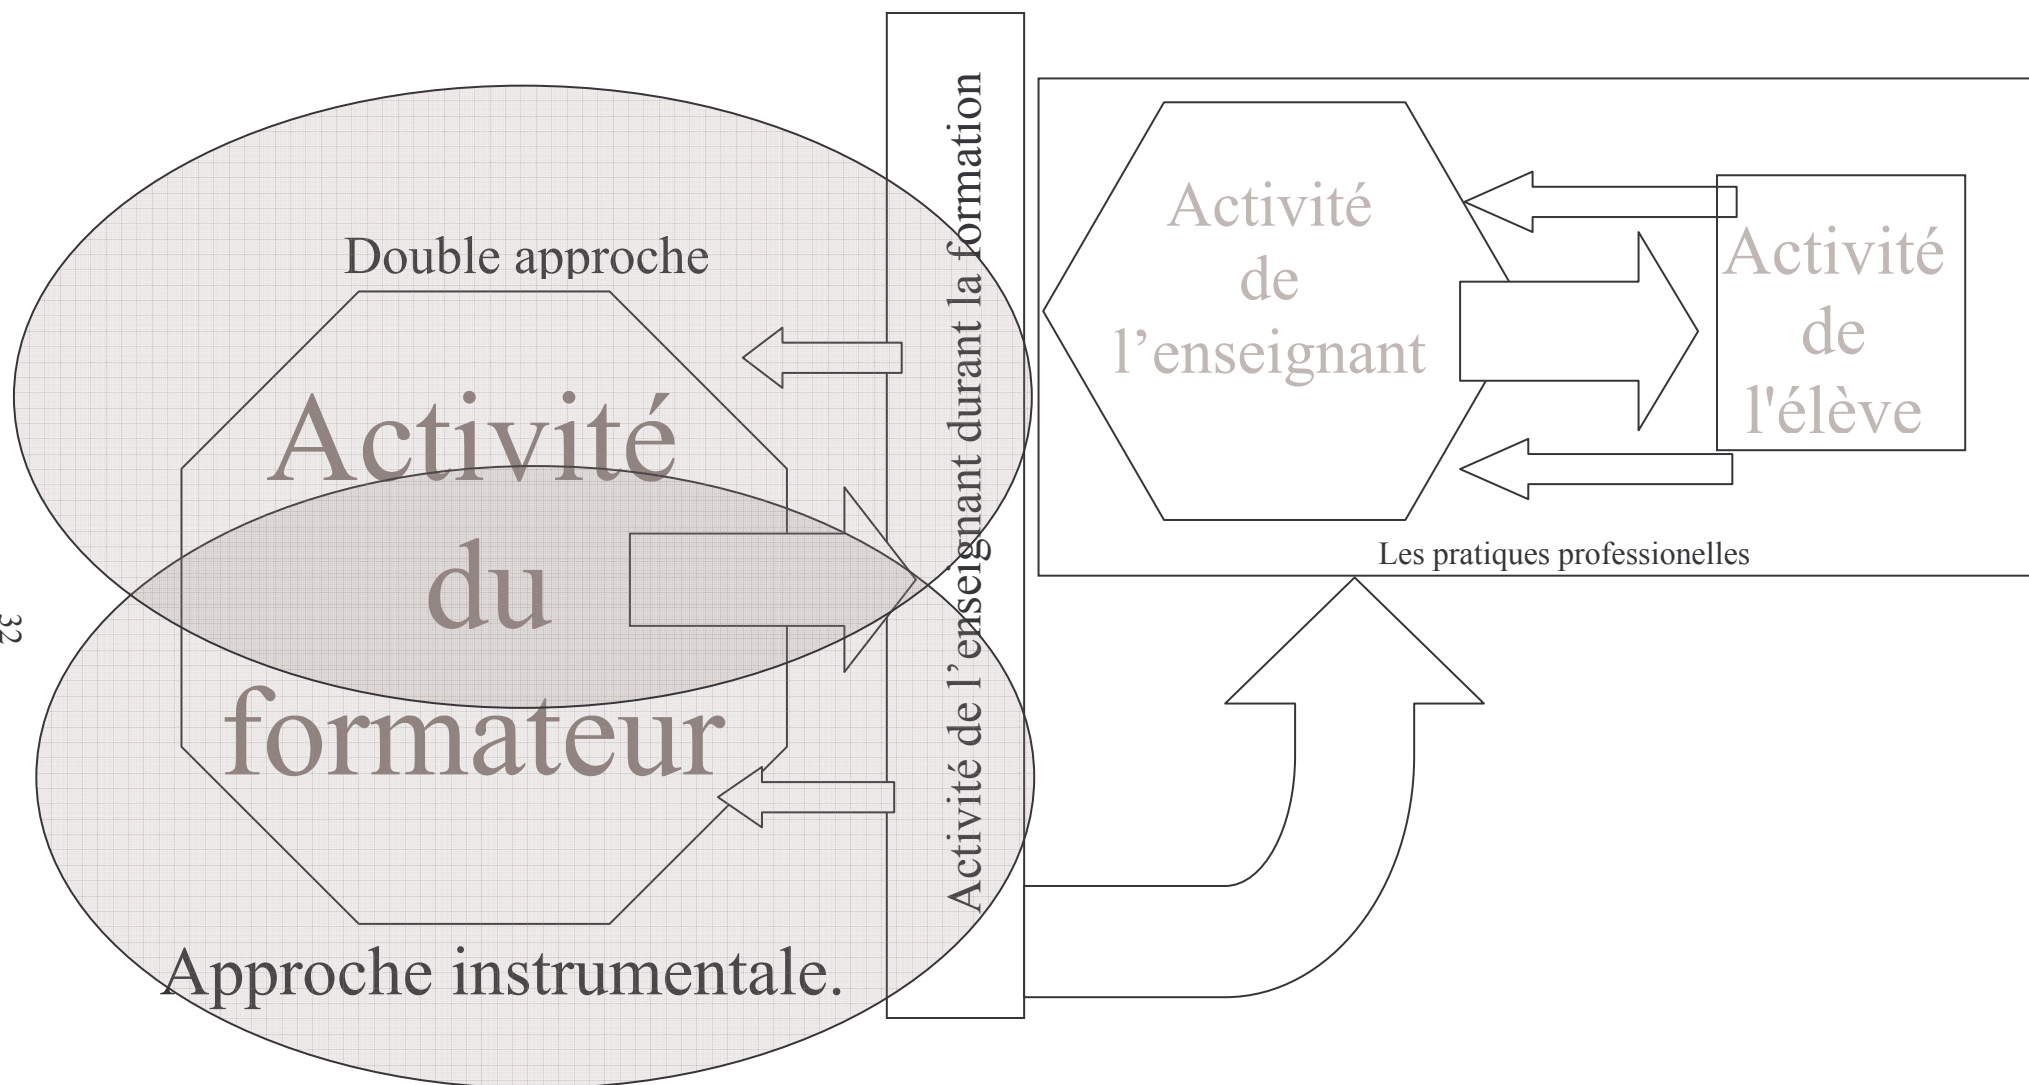 Double approche
Activité
du
formateur
Approche instrumentale.
Activité de l’enseignant durant la formation
Activité
de
l’enseignant
Activité
de
l'élève
Les pratiques professionelles
32